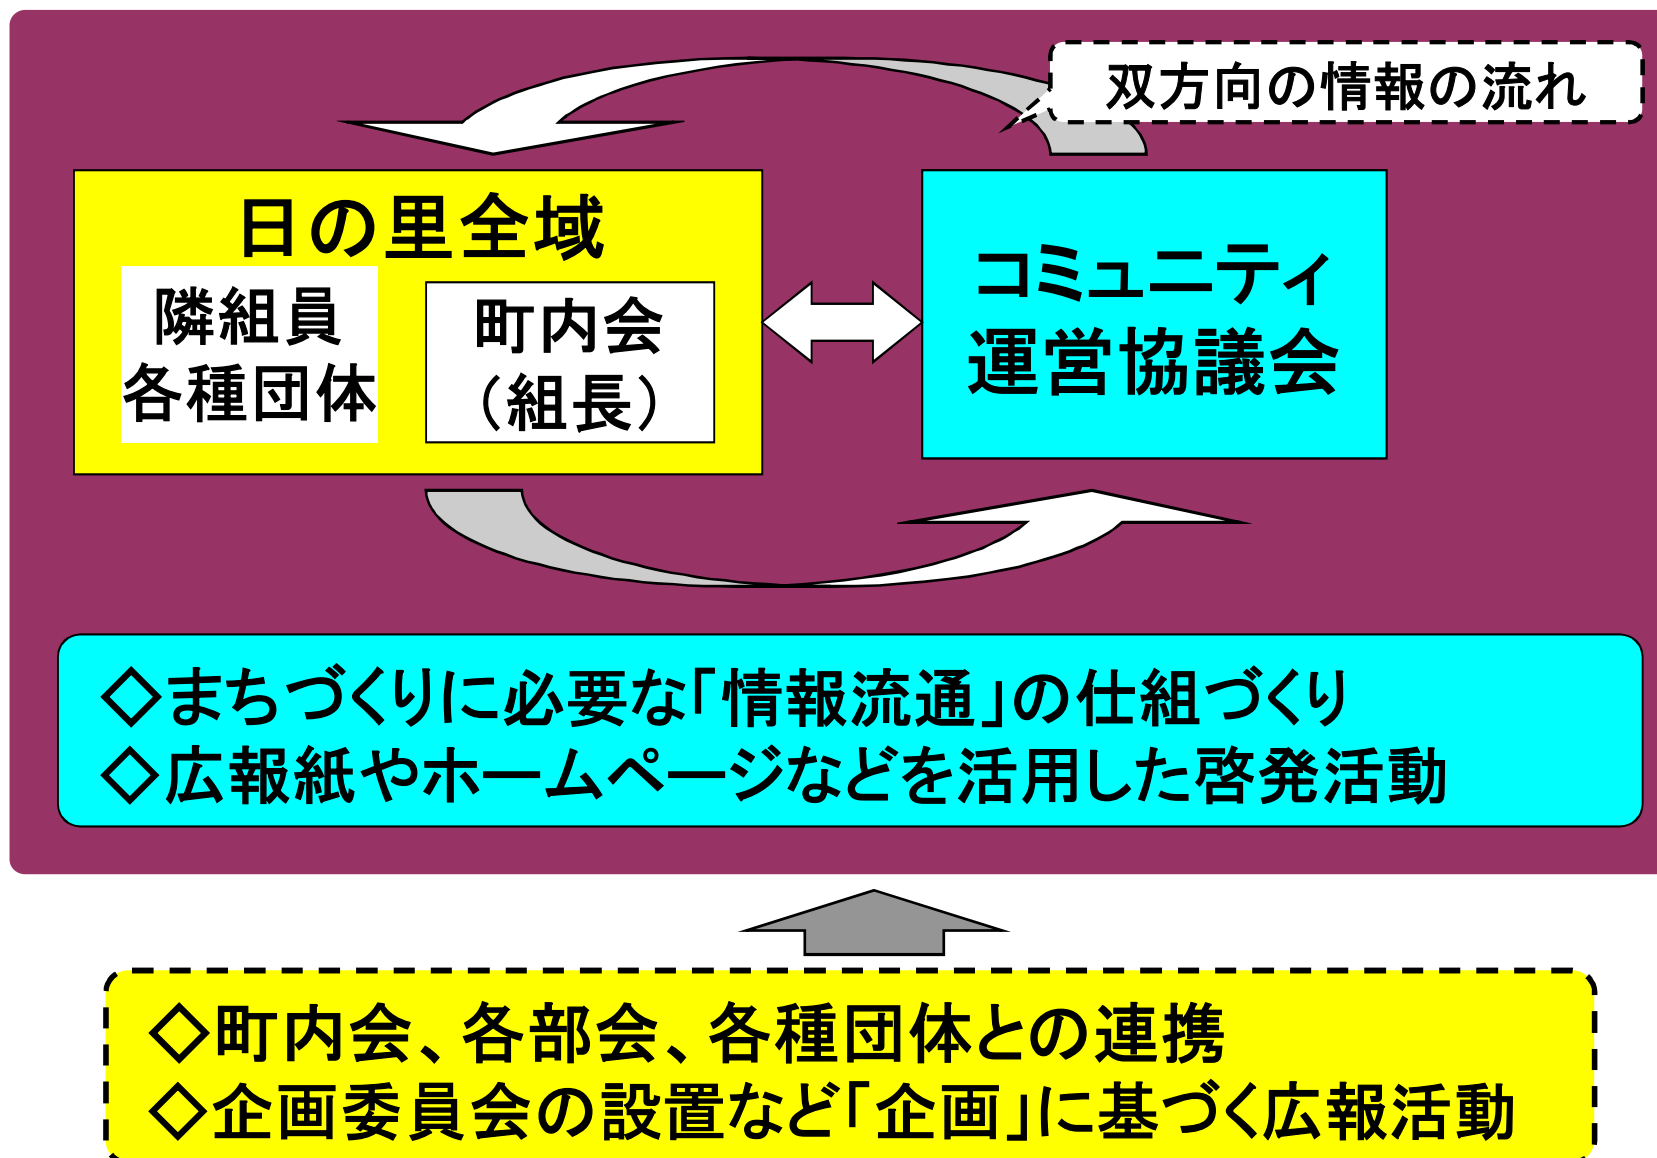 双方向の情報の流れ
日の里全域
隣組員
各種団体
町内会
（組長）
コミュニティ
運営協議会
◇まちづくりに必要な「情報流通」の仕組づくり
◇広報紙やホームページなどを活用した啓発活動
◇町内会、各部会、各種団体との連携
◇企画委員会の設置など「企画」に基づく広報活動